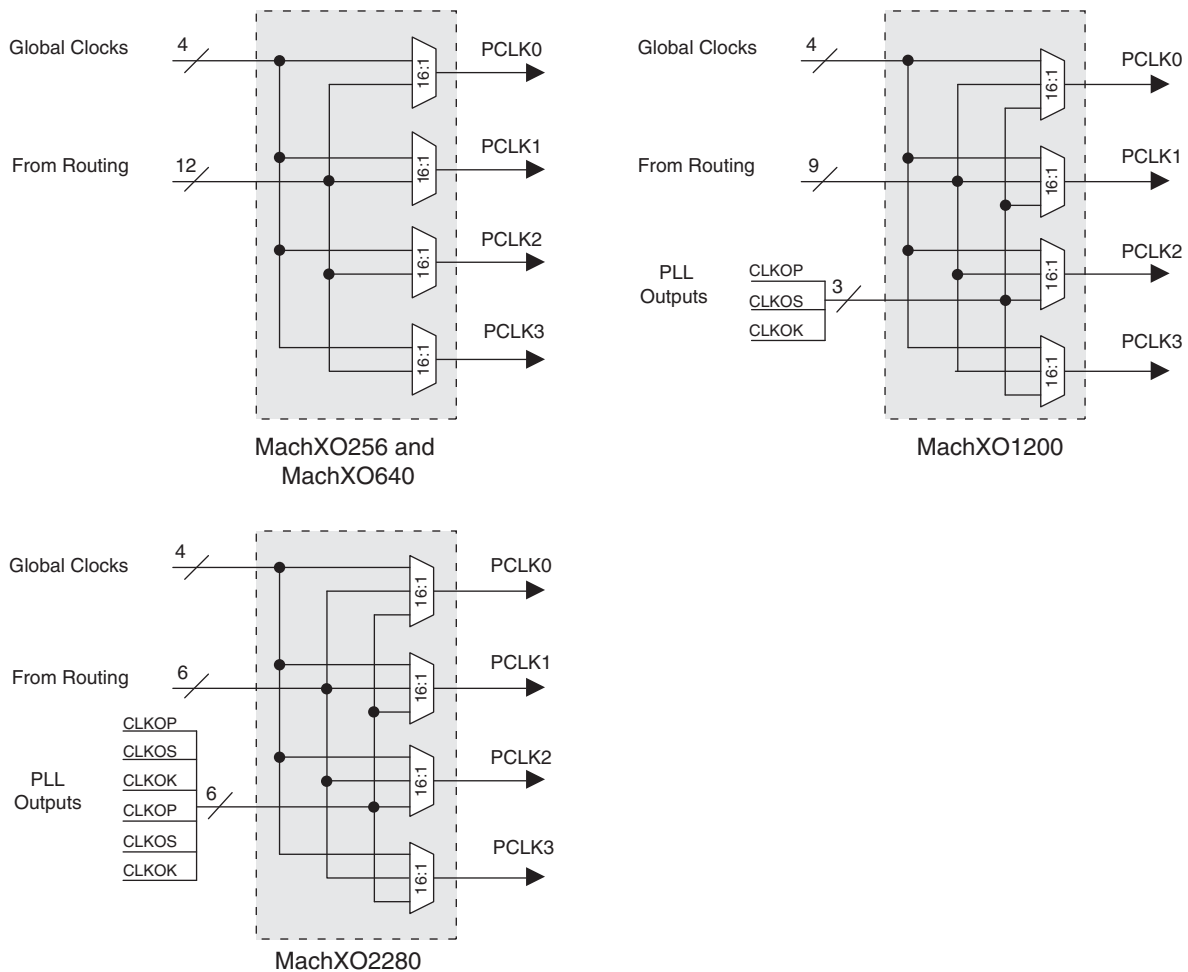 Global Clocks
4
From Routing
12
16:1
16:1
16:1
16:1
PCLK0
PCLK1
PCLK2
PCLK3
MachXO256 and
MachXO640
Global Clocks
4
From Routing
9
PLL
Outputs
CLKOP
CLKOS
CLKOK
3
16:1
16:1
16:1
16:1
PCLK0
PCLK1
PCLK2
PCLK3
MachXO1200
Global Clocks
4
From Routing
6
PLL
Outputs
CLKOP
CLKOS
CLKOK
CLKOP
CLKOS
CLKOK
6
16:1
16:1
16:1
16:1
PCLK0
PCLK1
PCLK2
PCLK3
MachXO2280